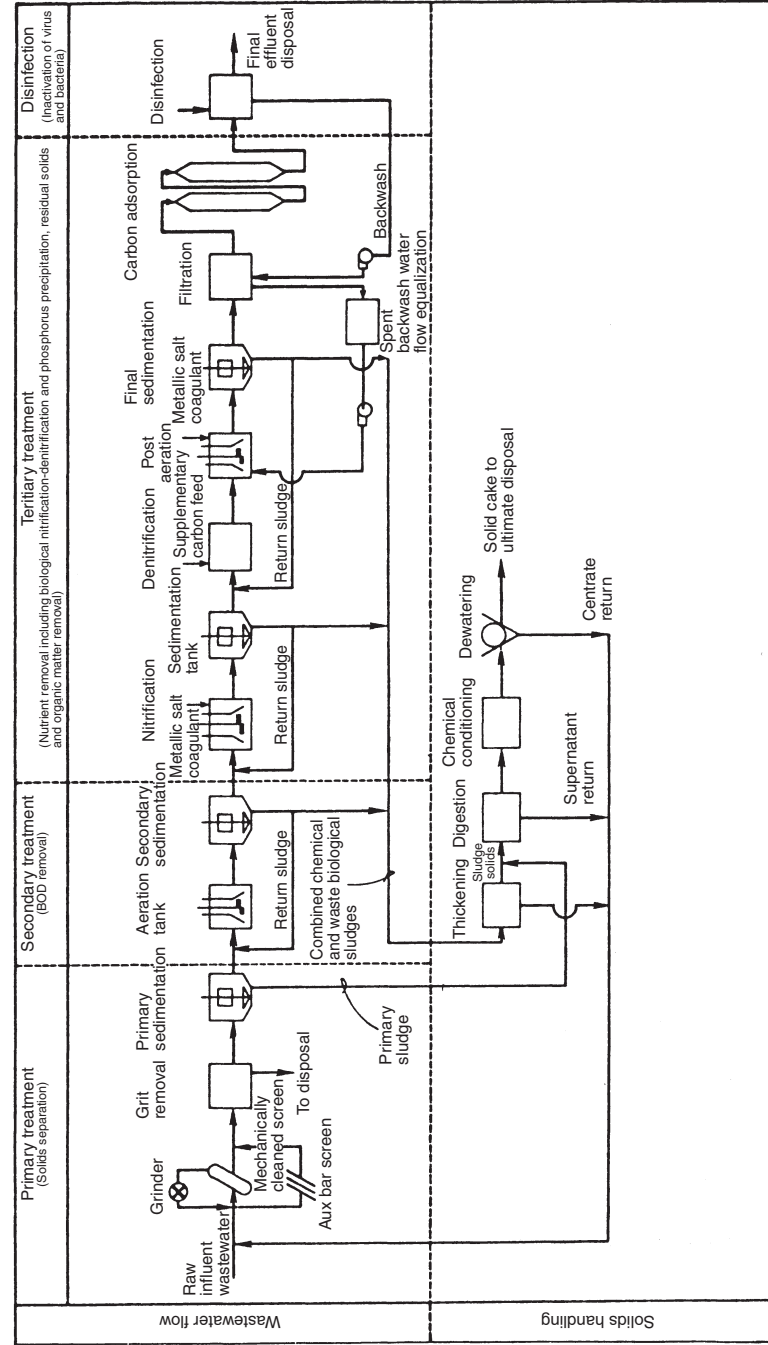 Primary treatment
(Solids separation)
Secondary treatment
(BOD removal)
Teritiary treatment
(Nutrient removal including biological nitrification-denitrification and phosphorus precipitation, residual solids
and organic matter removal)
Disinfection
(Inactivation of virus
and bacteria)
Wastewater flow
Raw
influent
wastewater
Grinder
Mechanically
cleaned screen
Aux bar screen
Grit
removal
To disposal
Primary
sedimentation
Primary
sludge
Aeration
tank
Secondary
sedimentation
Return sludge
Combined chemical
and waste biological
sludges
Nitrification
Metallic salt
coagulant
Sedimentation
tank
Return sludge
Denitrification
Supplementary
carbon feed
Post
aeration
Return sludge
Final
sedimentation
Metallic salt
coagulant
Filtration
Carbon adsorption
Spent
backwash water
flow equalization
Backwash
Disinfection
Final
effluent
disposal
Solids handling
Thickening
Sludge
solids
Digestion
Supernatant
return
Chemical
conditioning
Dewatering
Centrate
return
Solid cake to
ultimate disposal